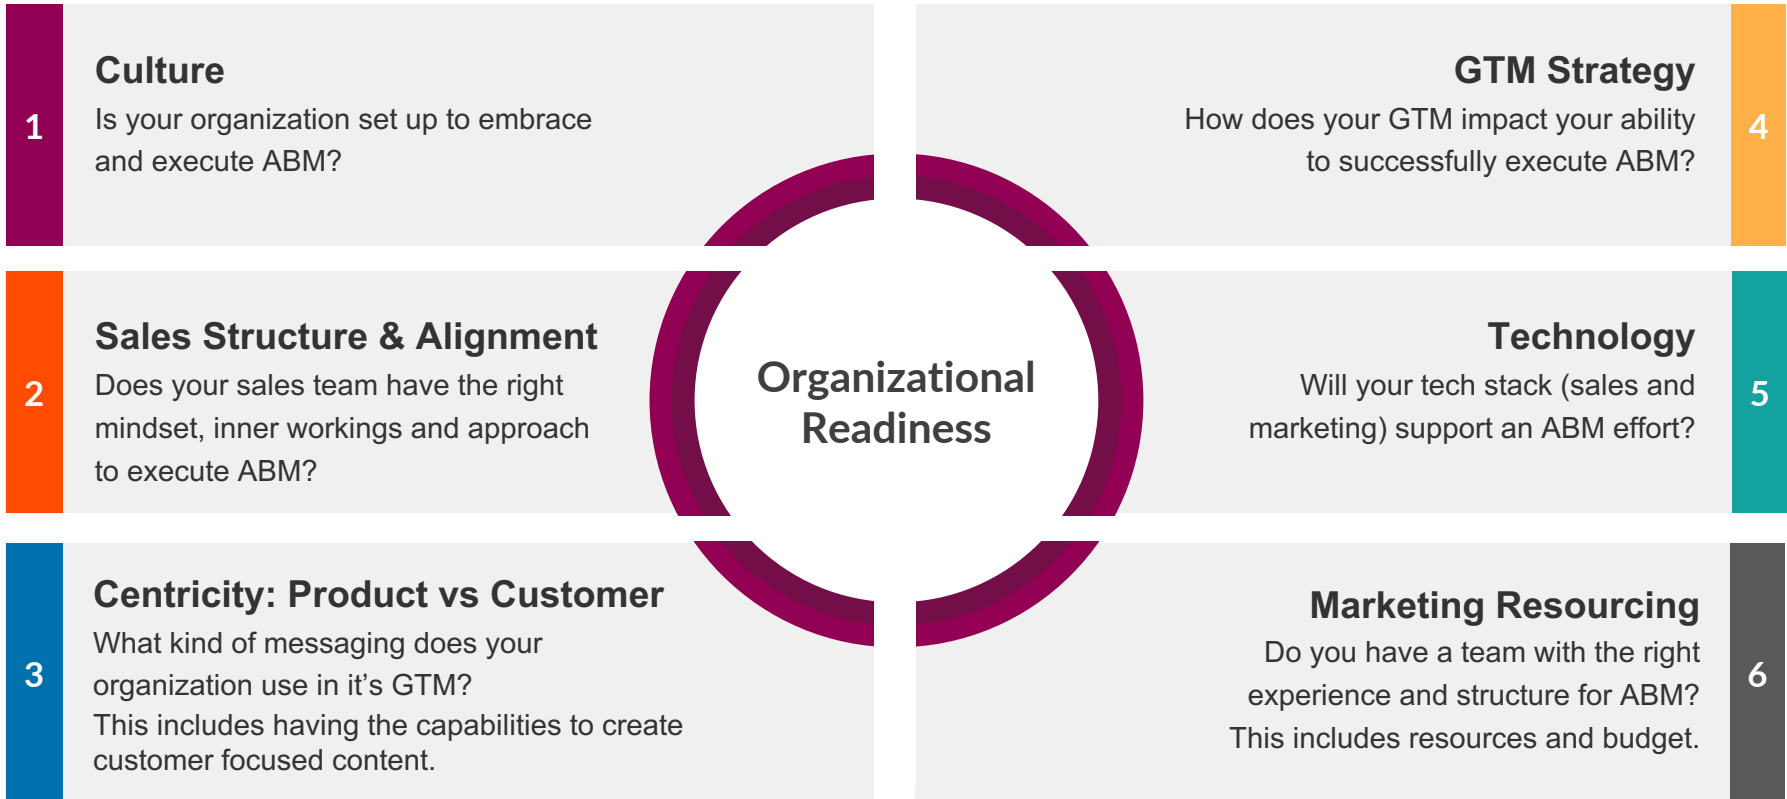 1
Culture
Is your organization set up to embrace
and execute ABM?
2
Sales Structure & Alignment
Does your sales team have the right
mindset, inner workings and approach
to execute ABM?
3
Centricity: Product vs Customer
What kind of messaging does your
organization use in it’s GTM?
This includes having the capabilities to create
customer focused content.
Organizational
Readiness
GTM Strategy
How does your GTM impact your ability
to successfully execute ABM?
4
Technology
Will your tech stack (sales and
marketing) support an ABM effort?
5
Marketing Resourcing
Do you have a team with the right
experience and structure for ABM?
This includes resources and budget.
6